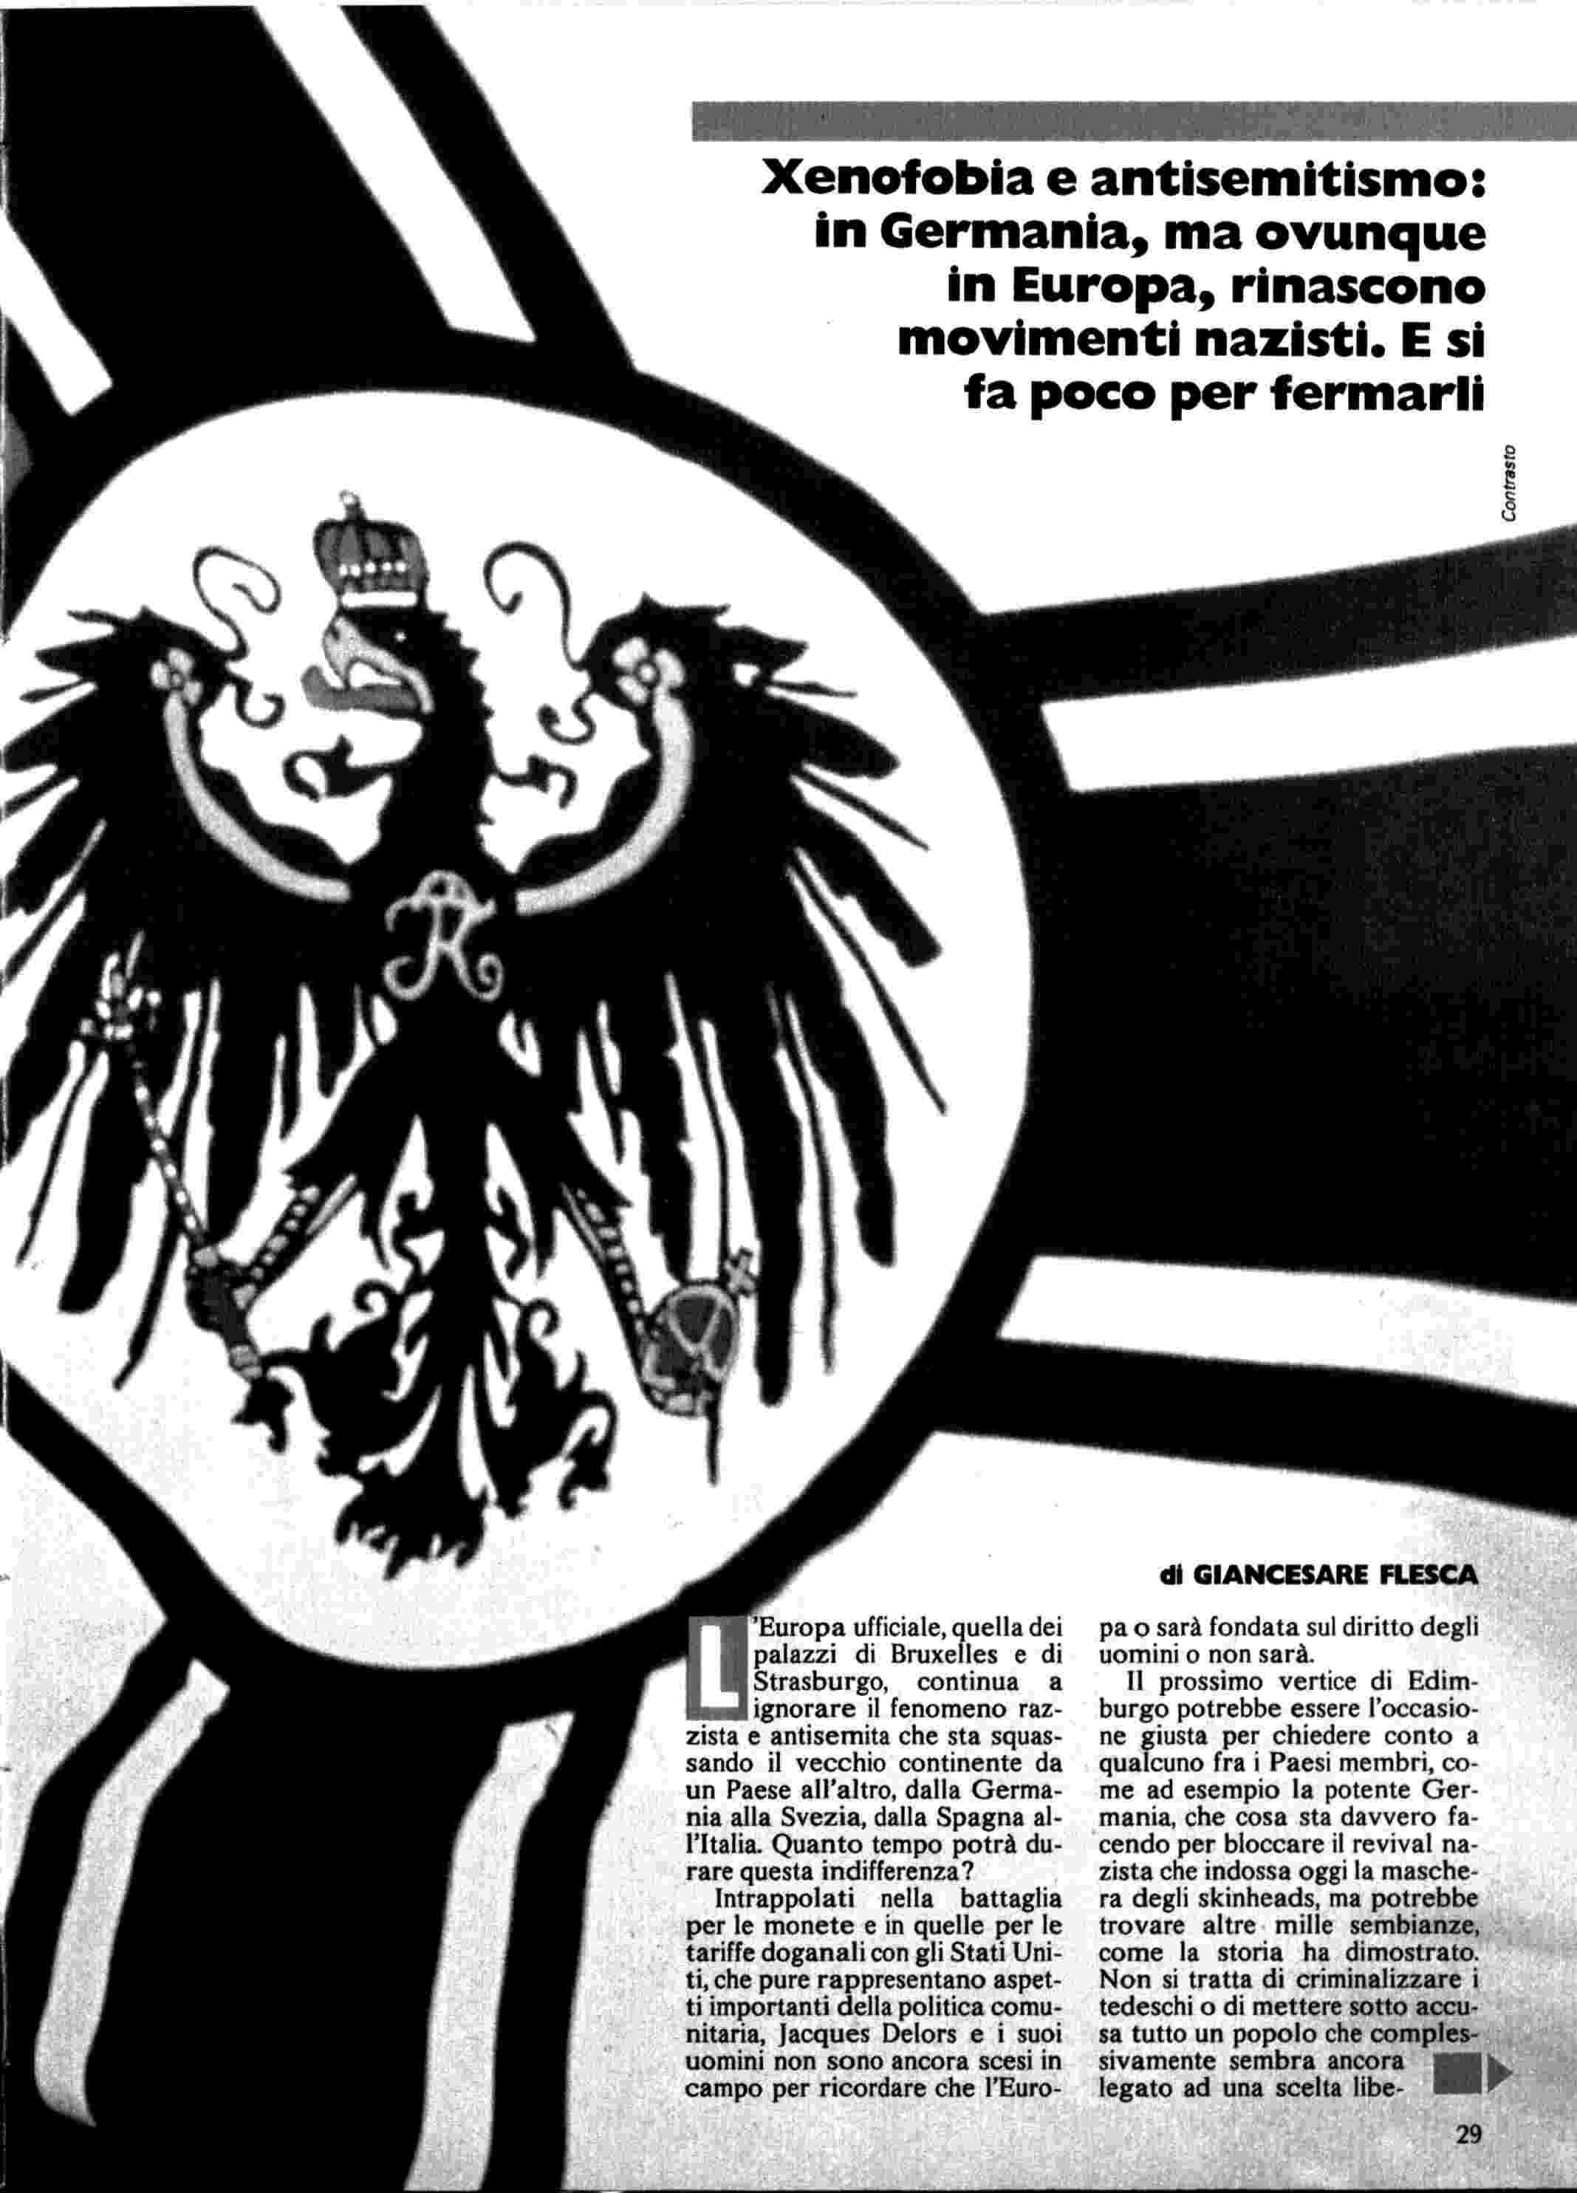 Xenofobia e antisemitismo:
in Germania, ma ovunque
in Europa, rinascono
movimenti nazisti. E si
fa poco per fermarli
Contrasto
di GIANCESARE FLESCA
L'Europa ufficiale, quella dei
palazzi di Bruxelles e di
Strasburgo, continua a
ignorare il fenomeno raz-
zista e antisemita che sta squas-
sando il vecchio continente da
un Paese all'altro, dalla Germa-
nia alla Svezia, dalla Spagna al-
l'Italia. Quanto tempo potrà du-
rare questa indifferenza?
Intrappolati nella battaglia
per le monete e in quelle per le
tariffe doganali con gli Stati Uni-
ti, che pure rappresentano aspet-
ti importanti della politica comu-
nitaria, Jacques Delors e i suoi
uomini non sono ancora scesi in
campo per ricordare che l'Euro-
pa o sarà fondata sul diritto degli
uomini o non sarà.
Il prossimo vertice di Edim-
burgo potrebbe essere l'occasio-
ne giusta per chiedere conto a
qualcuno fra i Paesi membri, co-
me ad esempio la potente Ger-
mania, che cosa sta davvero fa-
cendo per bloccare il revival na-
zista che indossa oggi la masche-
ra degli skinheads, ma potrebbe
trovare altre mille sembianze,
come la storia ha dimostrato.
Non si tratta di criminalizzare i
tedeschi o di mettere sotto accu-
sa tutto un popolo che comples-
sivamente sembra ancora
legato ad una scelta libe-
29